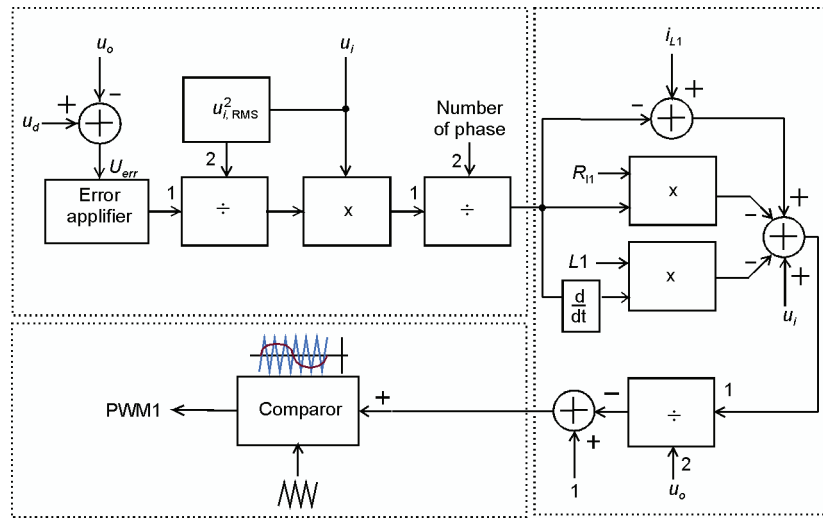 u_o
u_i
i_L1
−
+
u²_i, RMS
Number
of phase
+
−
+
u_d
+
2
2
U_err
R_l1
x
Error
applifier
1
÷
x
1
÷
−
+
+
−
+
L1
x
d
dt
u_i
PWM1
Comparor
+
+
−
÷
1
+
2
1
u_o